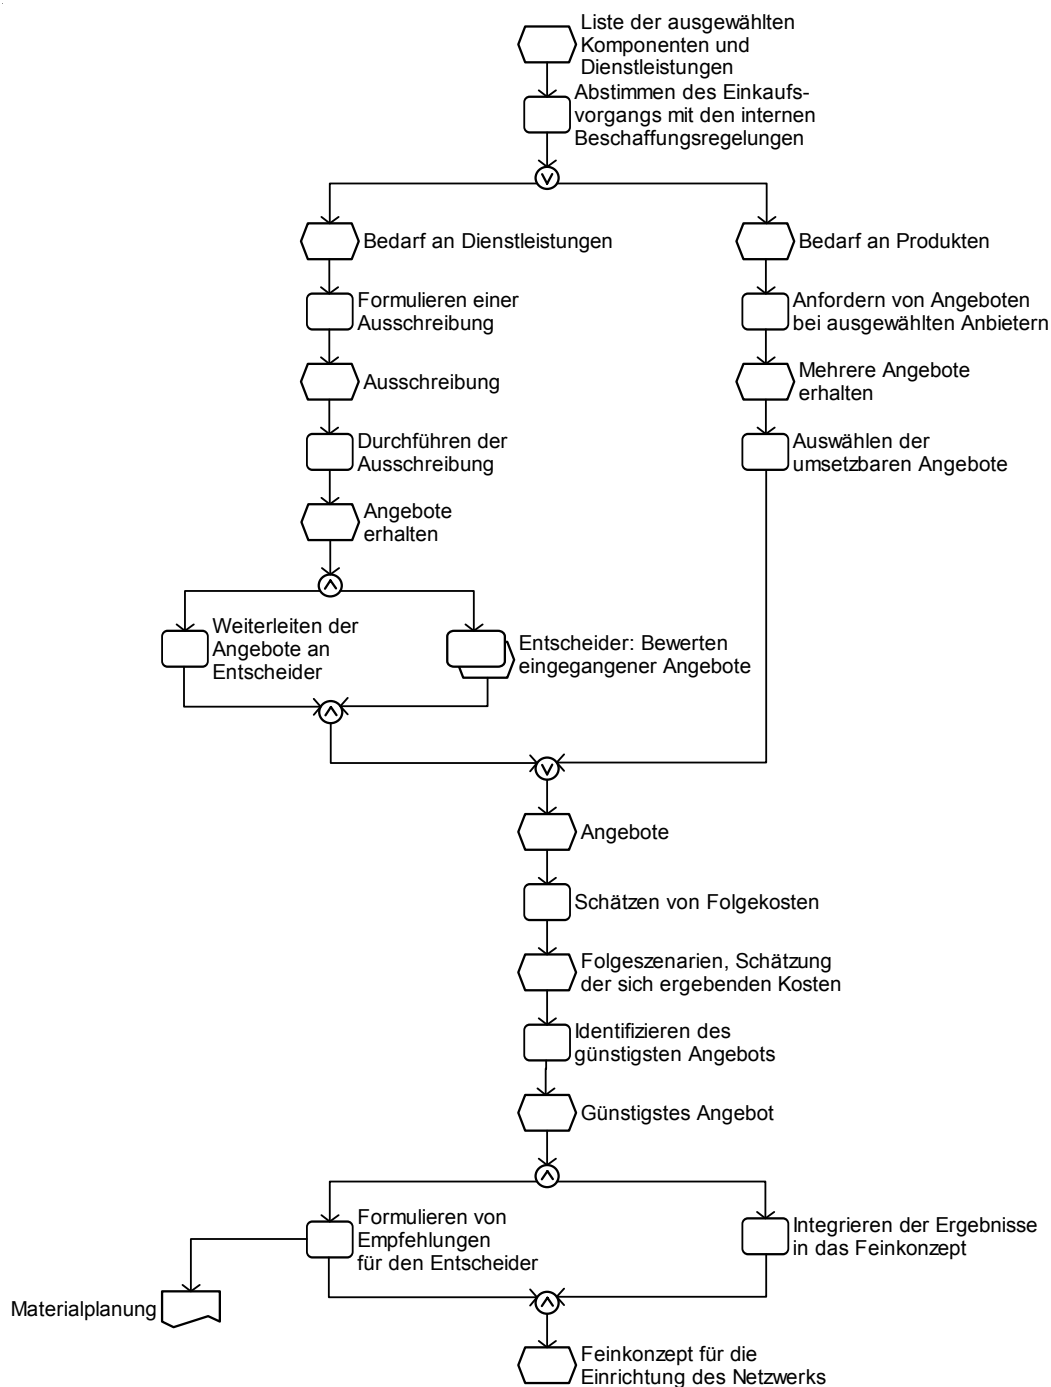 Liste der ausgewählten
Komponenten und
Dienstleistungen
Abstimmen des Einkaufs-
vorgangs mit den internen
Beschaffungsregelungen
Bedarf an Dienstleistungen
Bedarf an Produkten
Formulieren einer
Ausschreibung
Anfordern von Angeboten
bei ausgewählten Anbietern
Ausschreibung
Mehrere Angebote
erhalten
Durchführen der
Ausschreibung
Auswählen der
umsetzbaren Angebote
Angebote
erhalten
Weiterleiten der
Angebote an
Entscheider
Entscheider: Bewerten
eingegangener Angebote
Angebote
Schätzen von Folgekosten
Folgeszenarien, Schätzung
der sich ergebenden Kosten
Identifizieren des
günstigsten Angebots
Günstigstes Angebot
Formulieren von
Empfehlungen
für den Entscheider
Integrieren der Ergebnisse
in das Feinkonzept
Materialplanung
Feinkonzept für die
Einrichtung des Netzwerks